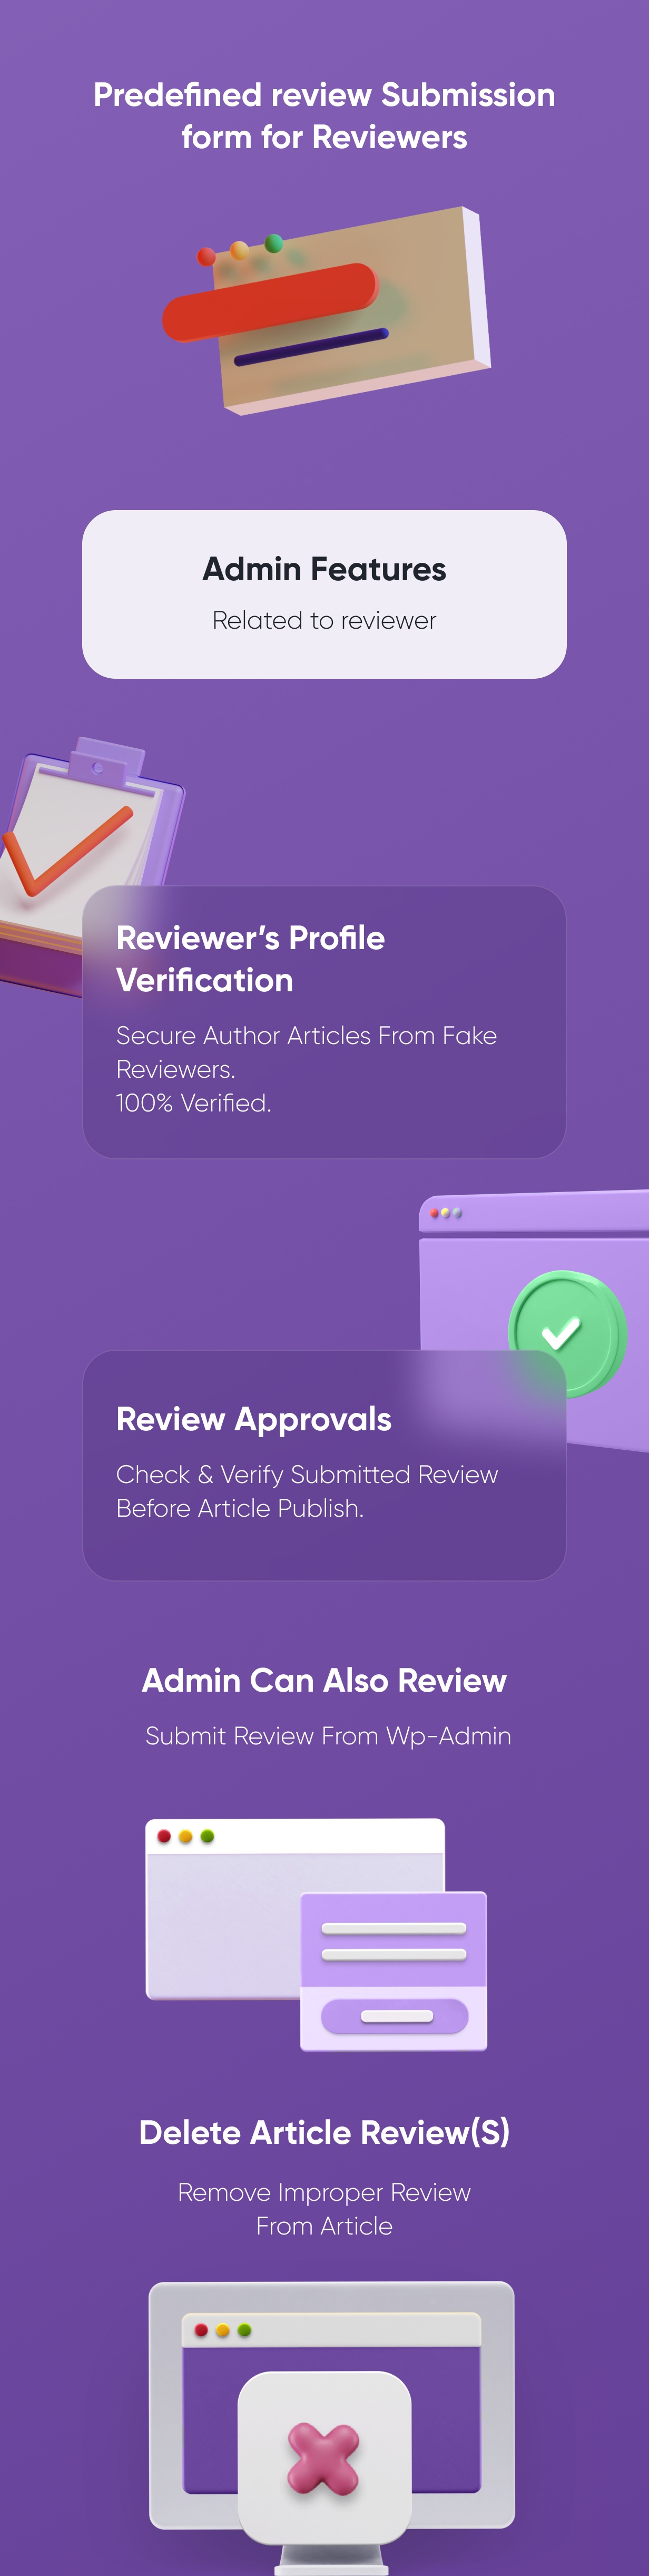 Predefined review Submission
form for Reviewers
Admin Features
Related to reviewer
Reviewer’s Profile
Verification
Secure Author Articles From Fake
Reviewers.
100% Verified.
Review Approvals
Check & Verify Submitted Review
Before Article Publish.
Admin Can Also Review
Submit Review From Wp-Admin
Delete Article Review(S)
Remove Improper Review
From Article